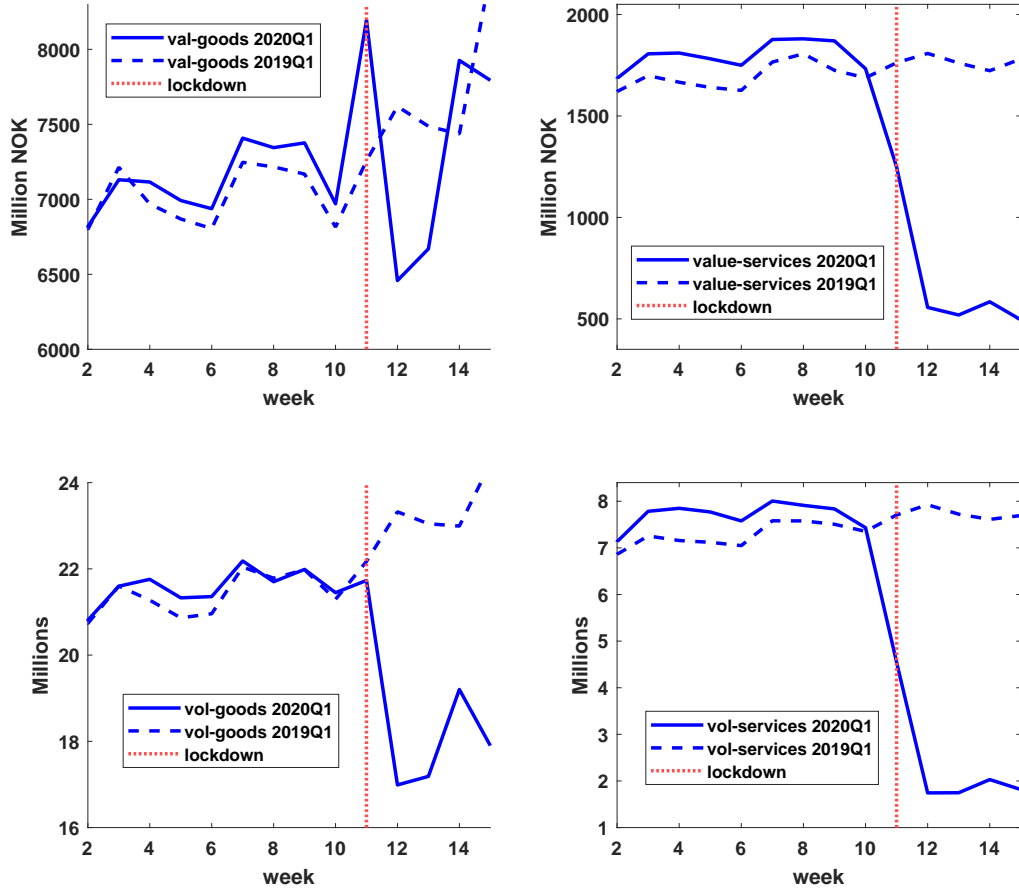 Million NOK
8000
7500
7000
6500
6000
val-goods 2020Q1
val-goods 2019Q1
lockdown
2 4 6 8 10 12 14
week
Million NOK
2000
1500
1000
500
value-services 2020Q1
value-services 2019Q1
lockdown
2 4 6 8 10 12 14
week
Millions
24
22
20
18
16
vol-goods 2020Q1
vol-goods 2019Q1
lockdown
2 4 6 8 10 12 14
week
Millions
8
7
6
5
4
3
2
1
vol-services 2020Q1
vol-services 2019Q1
lockdown
2 4 6 8 10 12 14
week